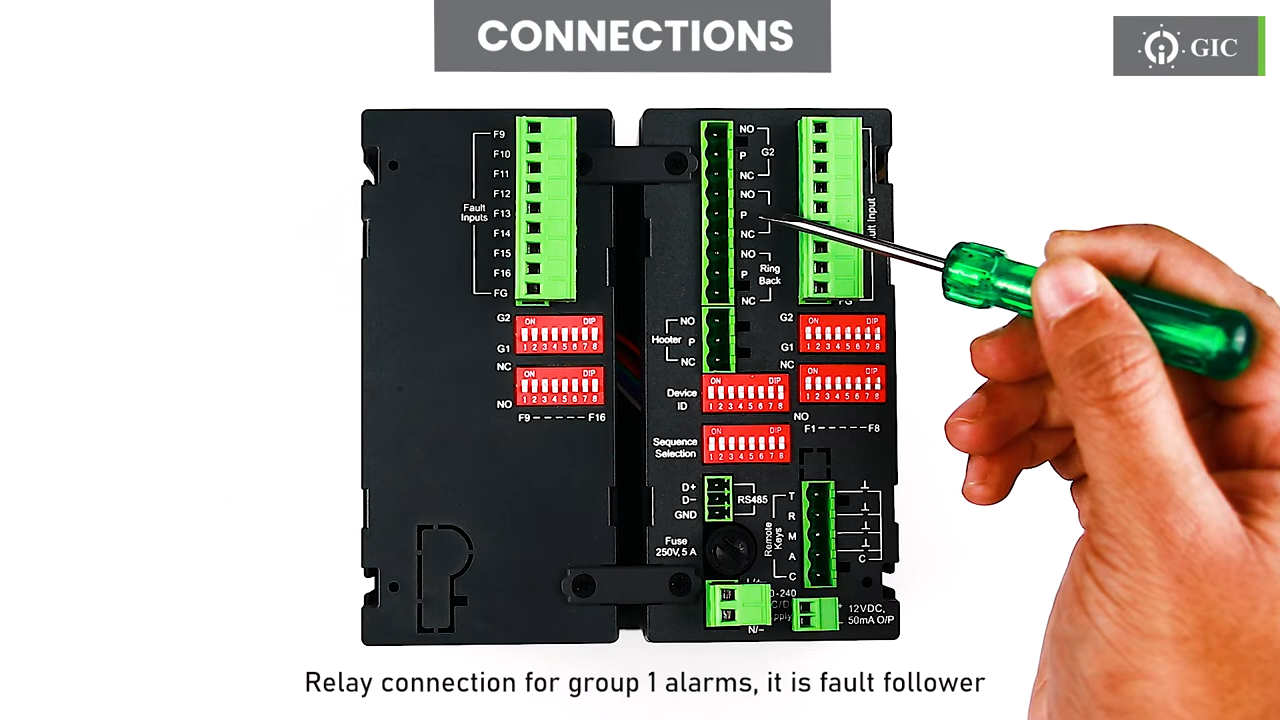 CONNECTIONS
GIC
F9
F10
F11
F12
F13
F14
F15
F16
FG
Fault
Inputs
G2
G1
NC
NO
ON DIP
1 2 3 4 5 6 7 8
ON DIP
1 2 3 4 5 6 7 8
F9 F16
NO
P
NC
G2
NO
P
NC
NO
P
NC
Ring
Back
NO
P
NC
Hooter
Device
ID
ON DIP
1 2 3 4 5 6 7 8
Sequence
Selection
ON DIP
1 2 3 4 5 6 7 8
D+
D-
GND
RS485
Fuse
250V, 5 A
N/-
FG
G2
G1
NC
NO
ON DIP
1 2 3 4 5 6 7 8
ON DIP
1 2 3 4 5 6 7 8
F1 F8
Remote
Keys
T
R
M
A
C
C
12VDC,
50mA O/P
Relay connection for group 1 alarms, it is fault follower